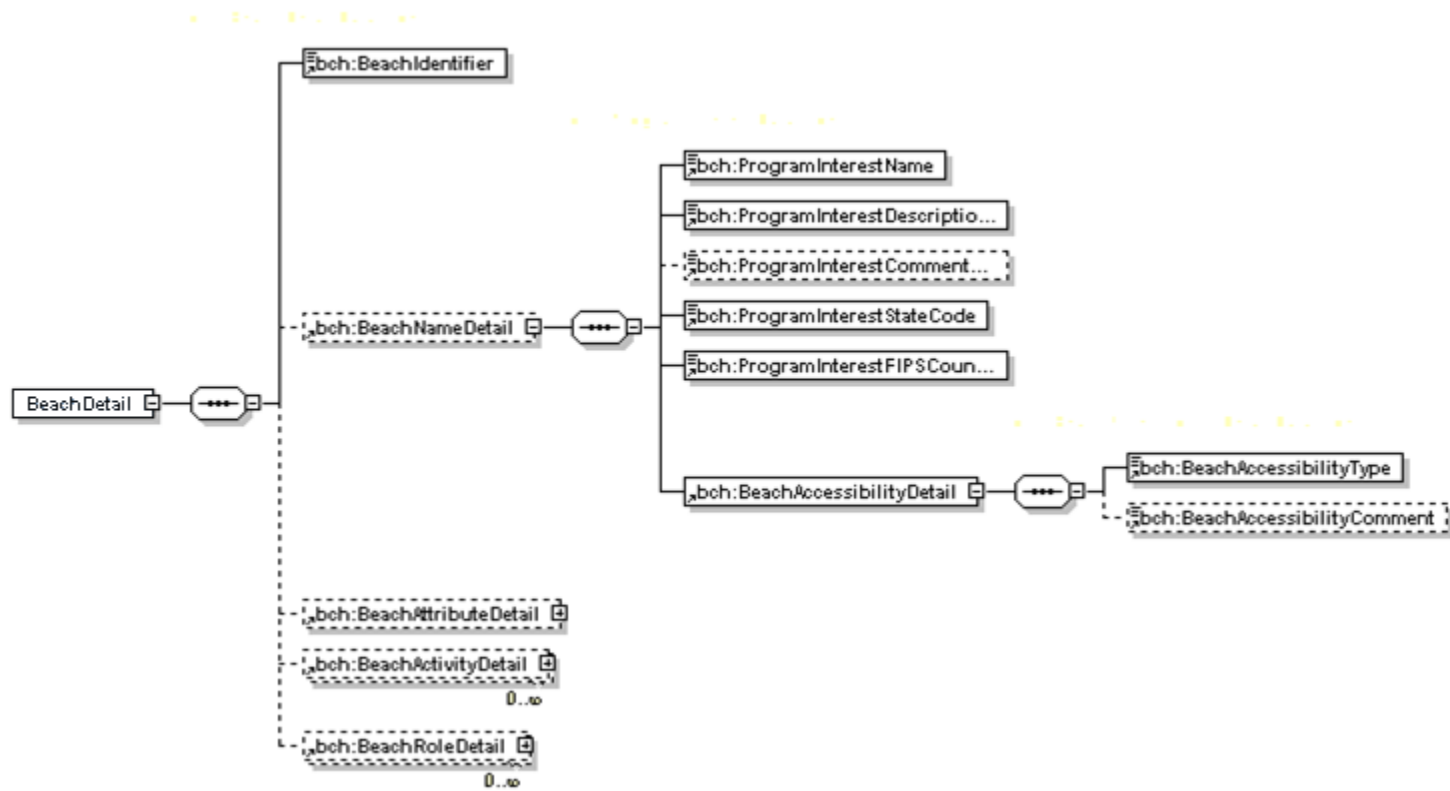 bch:BeachIdentifier
bch:ProgramInterestName
bch:ProgramInterestDescriptio...
bch:ProgramInterestComment...
bch:BeachNameDetail
bch:ProgramInterestStateCode
bch:ProgramInterestFIPSCoun...
BeachDetail
bch:BeachAccessibilityDetail
bch:BeachAccessibilityType
bch:BeachAccessibilityComment
bch:BeachAttributeDetail
bch:BeachActivityDetail
0..∞
bch:BeachRoleDetail
0..∞